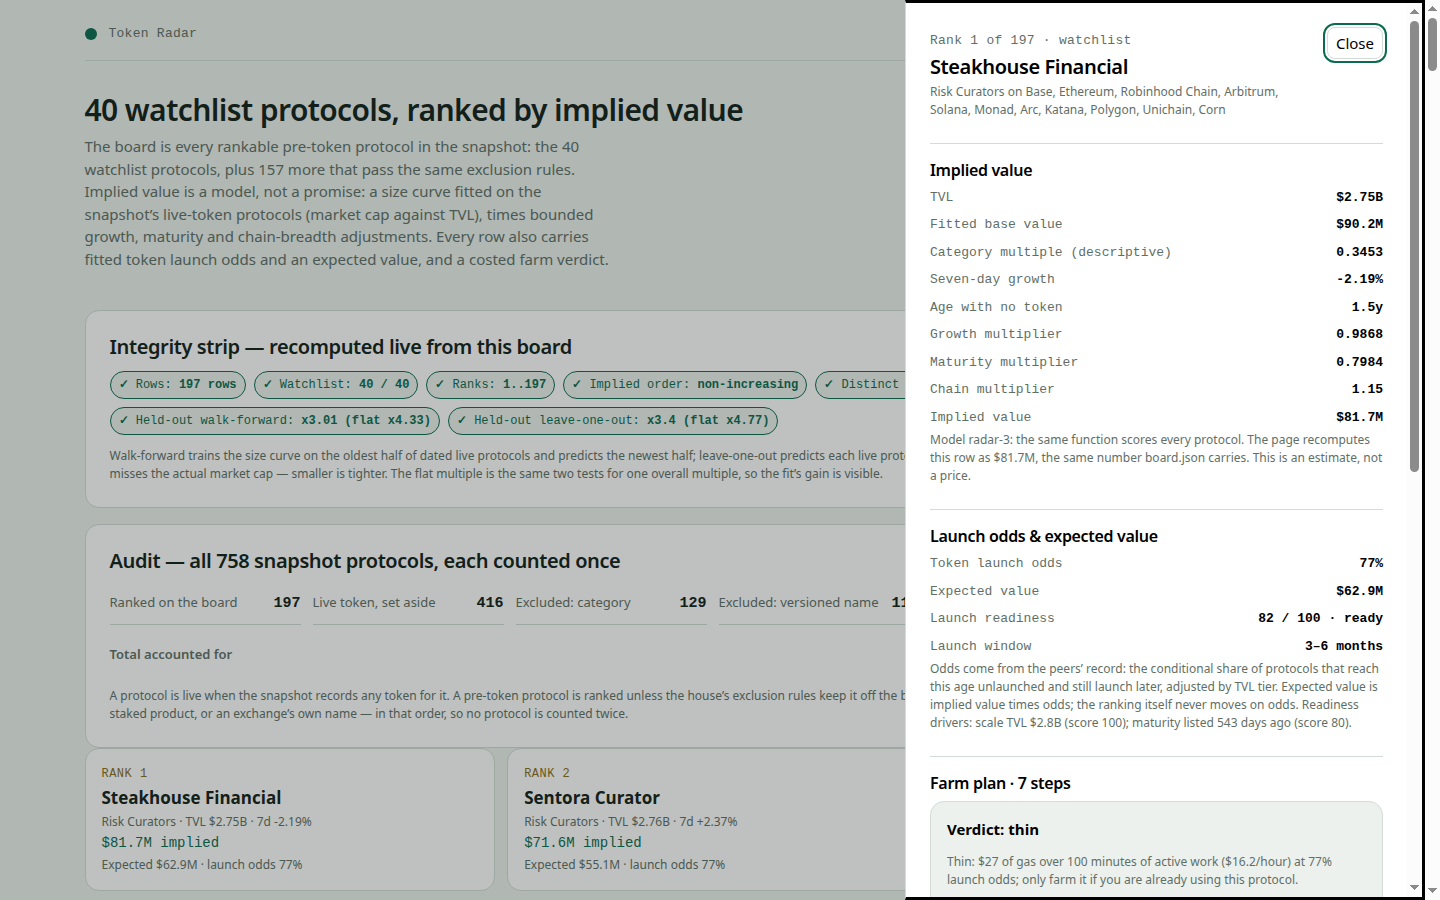 Token Radar
40 watchlist protocols, ranked by implied value
The board is every rankable pre-token protocol in the snapshot: the 40
watchlist protocols, plus 157 more that pass the same exclusion rules.
Implied value is a model, not a promise: a size curve fitted on the
snapshot’s live-token protocols (market cap against TVL), times bounded
growth, maturity and chain-breadth adjustments. Every row also carries
fitted token launch odds and an expected value, and a costed farm verdict.
Integrity strip — recomputed live from this board
✓ Rows: 197 rows
✓ Watchlist: 40 / 40
✓ Ranks: 1..197
✓ Implied order: non-increasing
✓ Distinct
✓ Held-out walk-forward: x3.01 (flat x4.33)
✓ Held-out leave-one-out: x3.4 (flat x4.77)
Walk-forward trains the size curve on the oldest half of dated live protocols and predicts the newest half; leave-one-out predicts each live
misses the actual market cap — smaller is tighter. The flat multiple is the same two tests for one overall multiple, so the fit’s gain is visible.
Audit — all 758 snapshot protocols, each counted once
Ranked on the board 197
Live token, set aside 416
Excluded: category 129
Excluded: versioned name
Total accounted for
A protocol is live when the snapshot records any token for it. A pre-token protocol is ranked unless the house’s exclusion rules keep it off the
staked product, or an exchange’s own name — in that order, so no protocol is counted twice.
RANK 1
Steakhouse Financial
Risk Curators · TVL $2.75B · 7d -2.19%
$81.7M implied
Expected $62.9M · launch odds 77%
RANK 2
Sentora Curator
Risk Curators · TVL $2.76B · 7d +2.37%
$71.6M implied
Expected $55.1M · launch odds 77%
Rank 1 of 197 · watchlist
Close
Steakhouse Financial
Risk Curators on Base, Ethereum, Robinhood Chain, Arbitrum,
Solana, Monad, Arc, Katana, Polygon, Unichain, Corn
Implied value
TVL $2.75B
Fitted base value $90.2M
Category multiple (descriptive) 0.3453
Seven-day growth -2.19%
Age with no token 1.5y
Growth multiplier 0.9868
Maturity multiplier 0.7984
Chain multiplier 1.15
Implied value $81.7M
Model radar-3: the same function scores every protocol. The page recomputes
this row as $81.7M, the same number board.json carries. This is an estimate, not
a price.
Launch odds & expected value
Token launch odds 77%
Expected value $62.9M
Launch readiness 82 / 100 · ready
Launch window 3–6 months
Odds come from the peers’ record: the conditional share of protocols that reach
this age unlaunched and still launch later, adjusted by TVL tier. Expected value is
implied value times odds; the ranking itself never moves on odds. Readiness
drivers: scale TVL $2.8B (score 100); maturity listed 543 days ago (score 80).
Farm plan · 7 steps
Verdict: thin
Thin: $27 of gas over 100 minutes of active work ($16.2/hour) at 77%
launch odds; only farm it if you are already using this protocol.